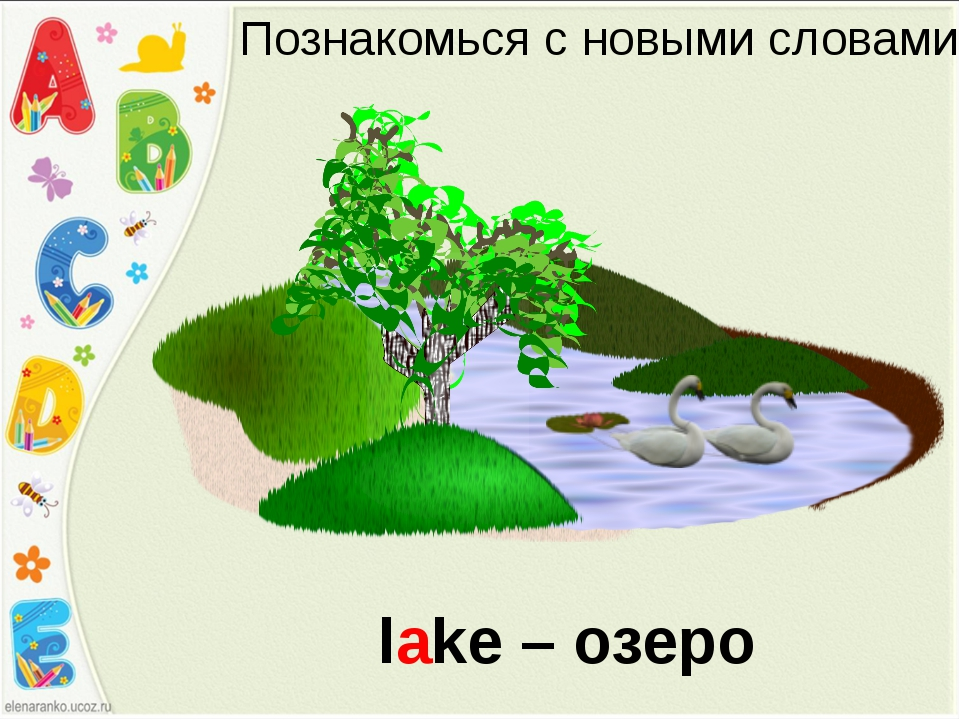 Познакомься с новыми словами
A
B
C
D
E
lake – озеро
elenaranko.ucoz.ru